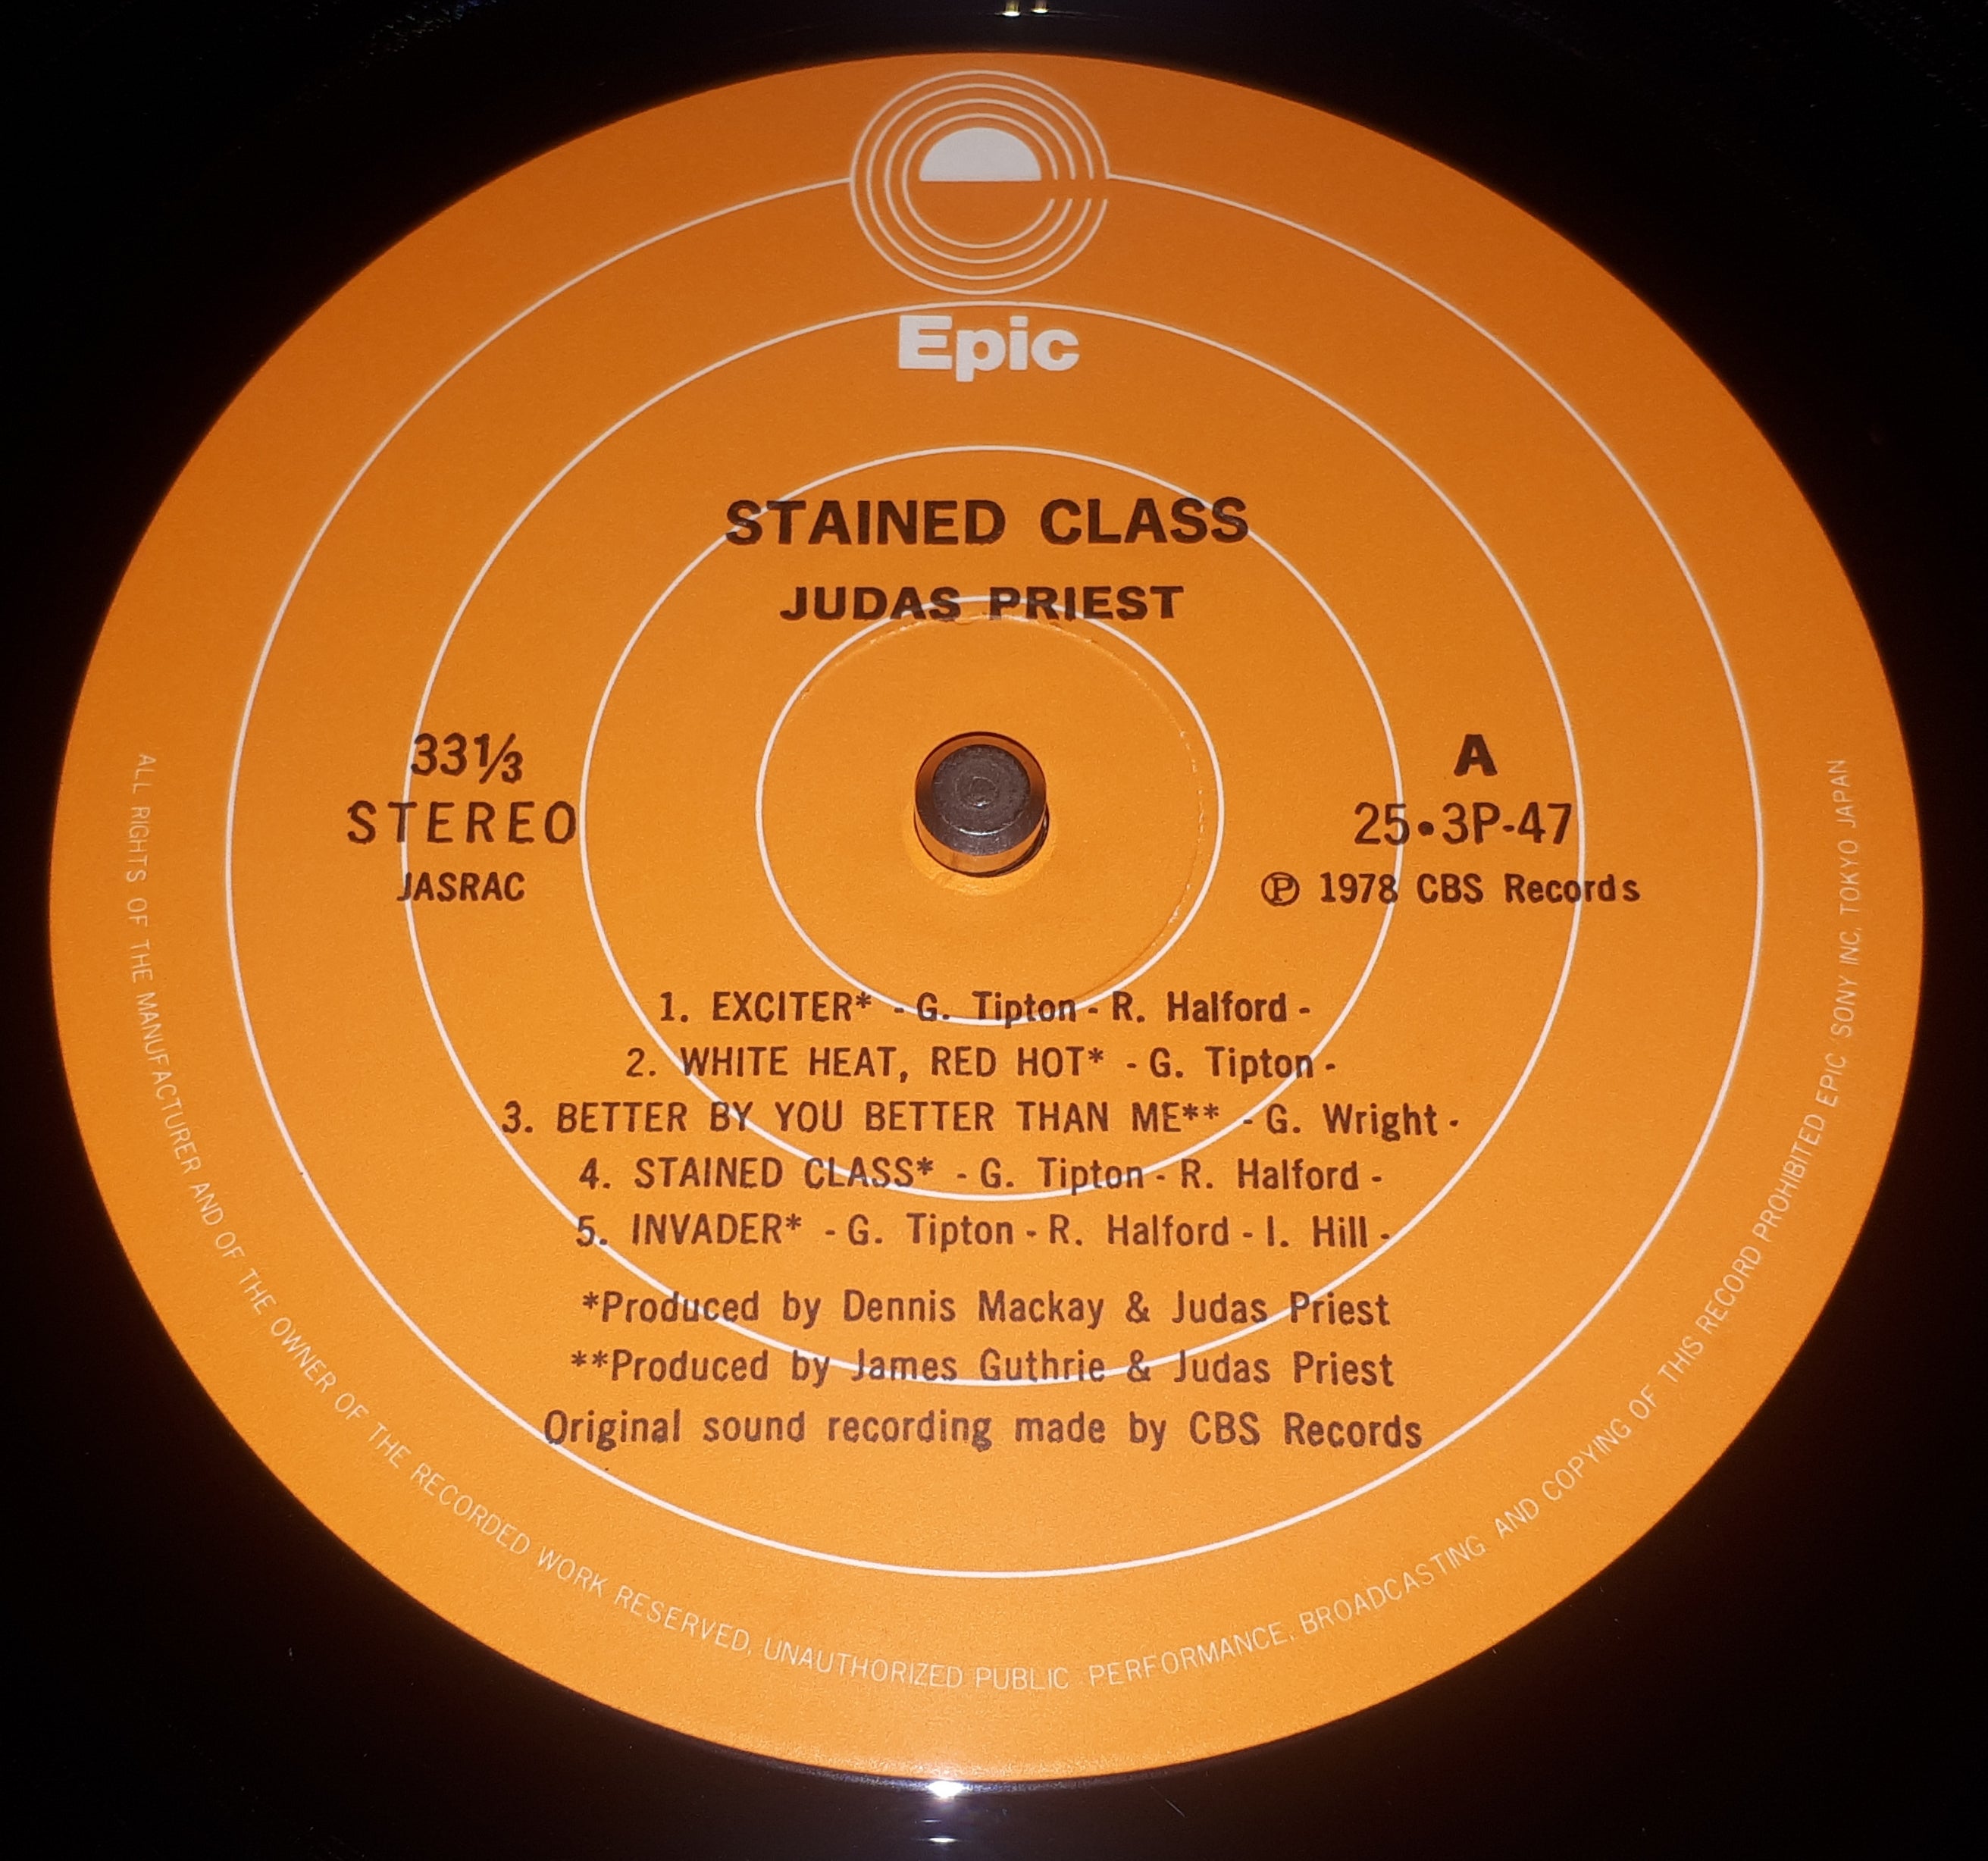 Epic
STAINED CLASS
JUDAS PRIEST
33⅓
STEREO
JASRAC
A
25•3P-47
Ⓟ 1978 CBS Records
1. EXCITER* - G. Tipton - R. Halford -
2. WHITE HEAT, RED HOT* - G. Tipton -
3. BETTER BY YOU BETTER THAN ME** - G. Wright -
4. STAINED CLASS* - G. Tipton - R. Halford -
5. INVADER* - G. Tipton - R. Halford - I. Hill -
*Produced by Dennis Mackay & Judas Priest
**Produced by James Guthrie & Judas Priest
Original sound recording made by CBS Records
ALL RIGHTS OF THE MANUFACTURER AND OF THE OWNER OF THE RECORDED WORK RESERVED, UNAUTHORIZED PUBLIC PERFORMANCE, BROADCASTING AND COPYING OF THIS RECORD PROHIBITED EPIC/SONY INC. TOKYO JAPAN